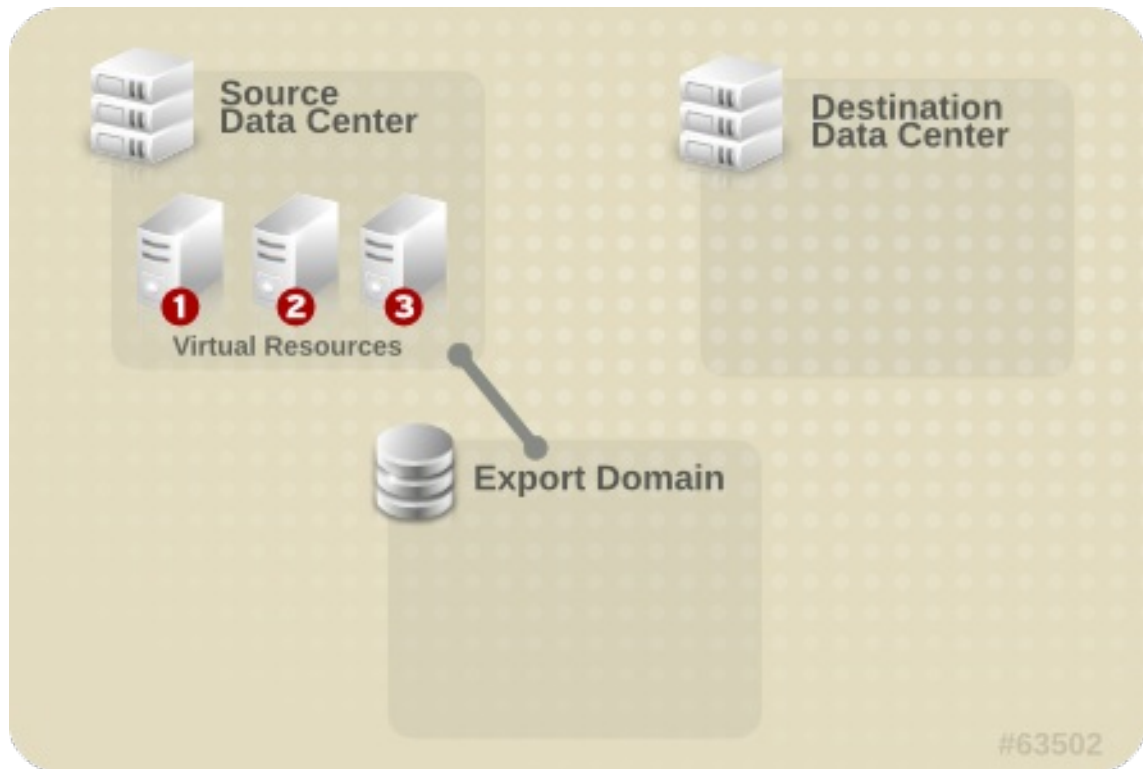 Source
Data Center
Destination
Data Center
1 2 3
Virtual Resources
Export Domain
#63502